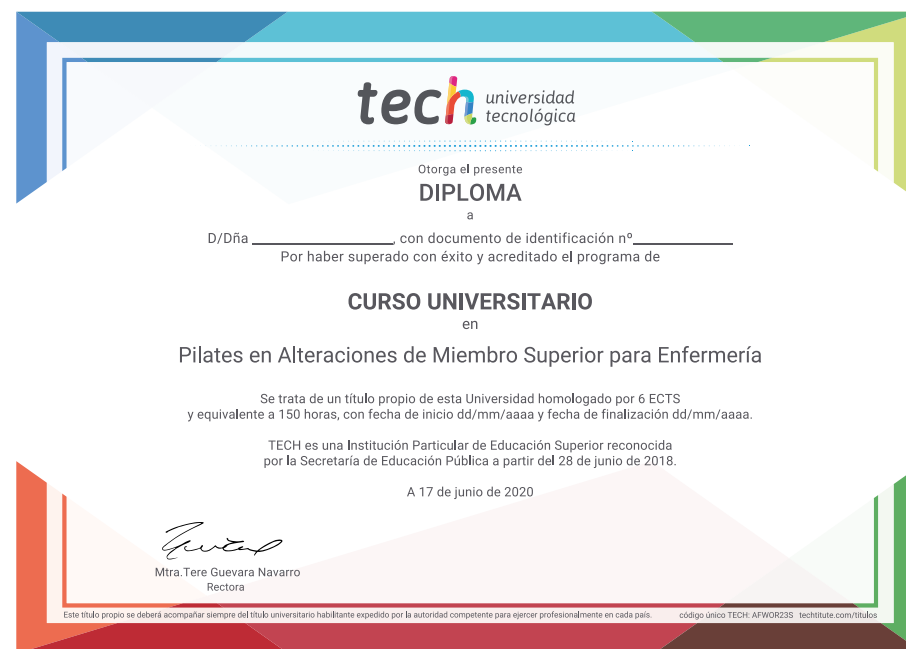 tech universidad
tecnológica
Otorga el presente
DIPLOMA
a
D/Dña ____________________, con documento de identificación nº______________
Por haber superado con éxito y acreditado el programa de
CURSO UNIVERSITARIO
en
Pilates en Alteraciones de Miembro Superior para Enfermería
Se trata de un título propio de esta Universidad homologado por 6 ECTS
y equivalente a 150 horas, con fecha de inicio dd/mm/aaaa y fecha de finalización dd/mm/aaaa.
TECH es una Institución Particular de Educación Superior reconocida
por la Secretaría de Educación Pública a partir del 28 de junio de 2018.
A 17 de junio de 2020
Mtra.Tere Guevara Navarro
Rectora
Este título propio se deberá acompañar siempre del título universitario habilitante expedido por la autoridad competente para ejercer profesionalmente en cada país. código único TECH: AFWOR23S techtitute.com/titulos